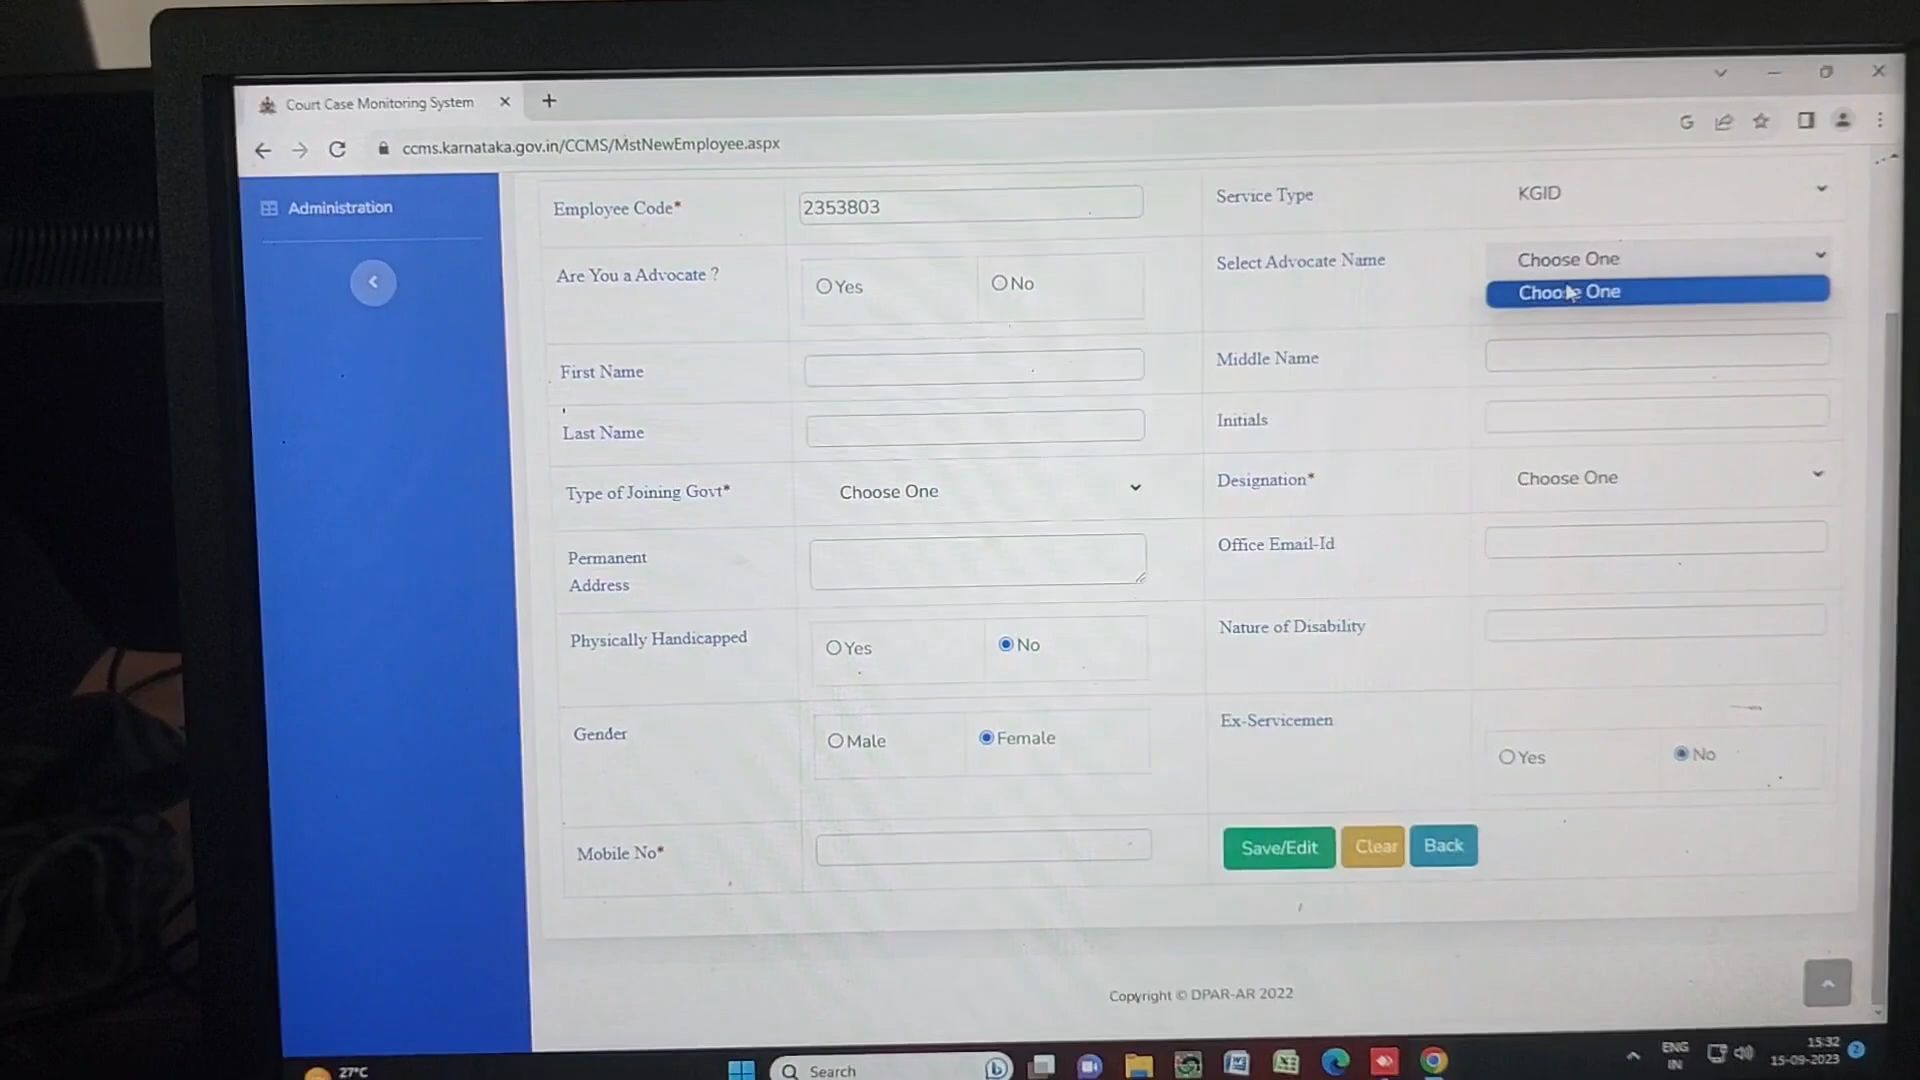 Court Case Monitoring System
ccms.karnataka.gov.in/CCMS/MstNewEmployee.aspx
Administration
Employee Code*
2353803
Service Type
KGID
Are You a Advocate ?
Yes
No
Select Advocate Name
Choose One
Choose One
First Name
Middle Name
Last Name
Initials
Type of Joining Govt*
Choose One
Designation*
Choose One
Permanent
Address
Office Email-Id
Physically Handicapped
Yes
No
Nature of Disability
Gender
Male
Female
Ex-Servicemen
Yes
No
Mobile No*
Save/Edit
Clear
Back
Copyright © DPAR-AR 2022
27°C
Search
ENG
IN
15:32
15-09-2023
2